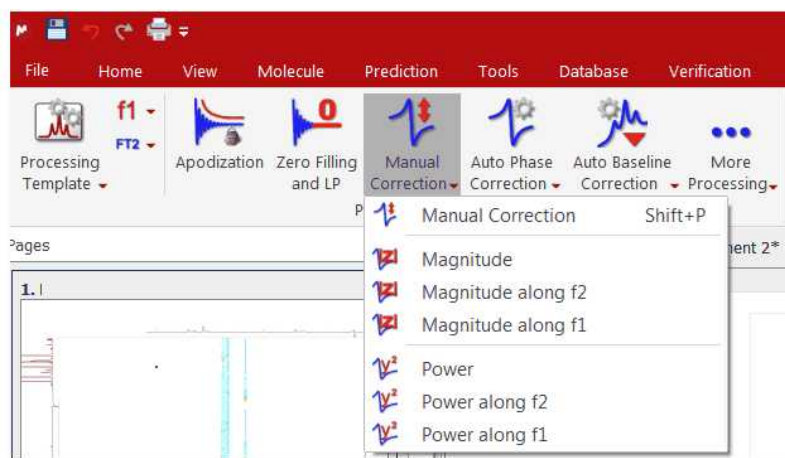 File Home View Molecule Prediction Tools Database Verification
f1
FT2
Processing Template
Apodization
Zero Filling and LP
Manual Correction
Auto Phase Correction
Auto Baseline Correction
More Processing
P
Manual Correction Shift+P
Pages
ent 2*
Magnitude
1.
Magnitude along f2
Magnitude along f1
Power
Power along f2
Power along f1